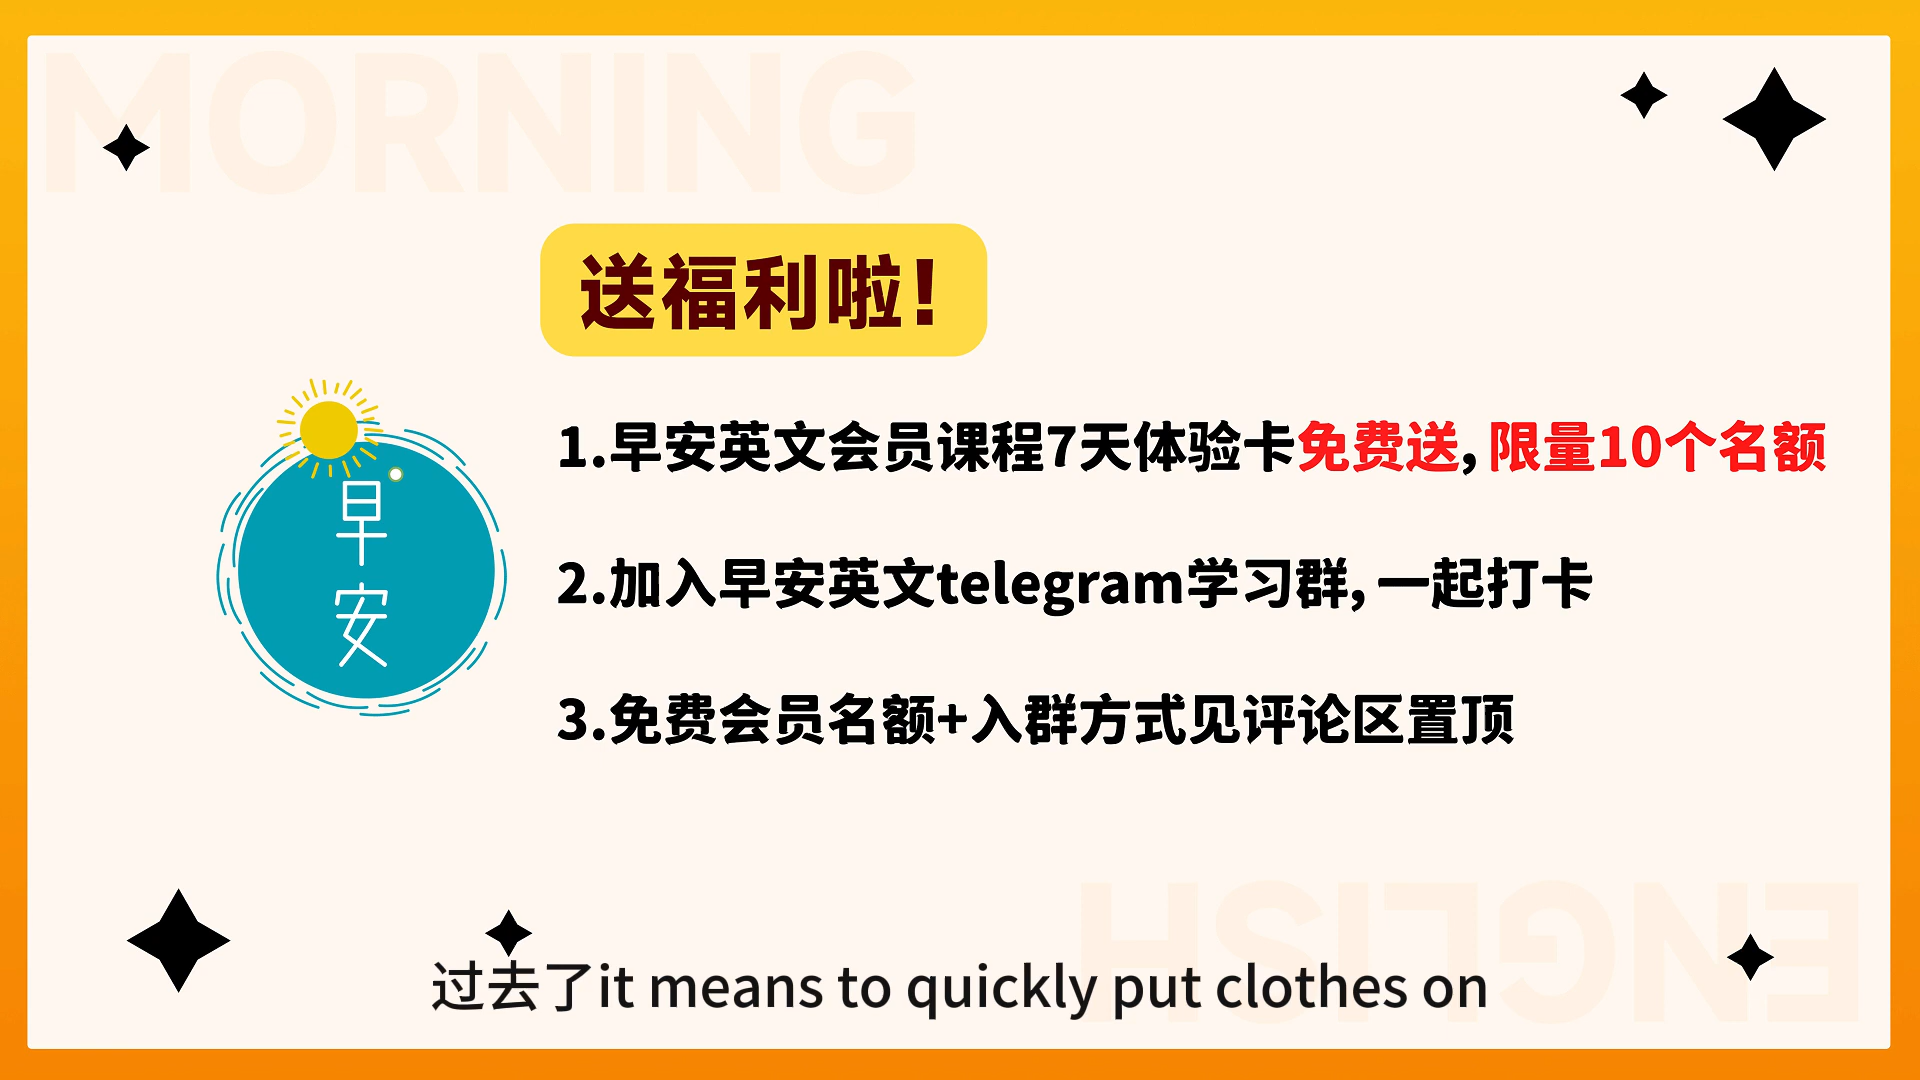 MORNING
送福利啦!
1.早安英文会员课程7天体验卡免费送,限量10个名额
早安
2.加入早安英文telegram学习群,一起打卡
3.免费会员名额+入群方式见评论区置顶
ENGLISH
过去了it means to quickly put clothes on